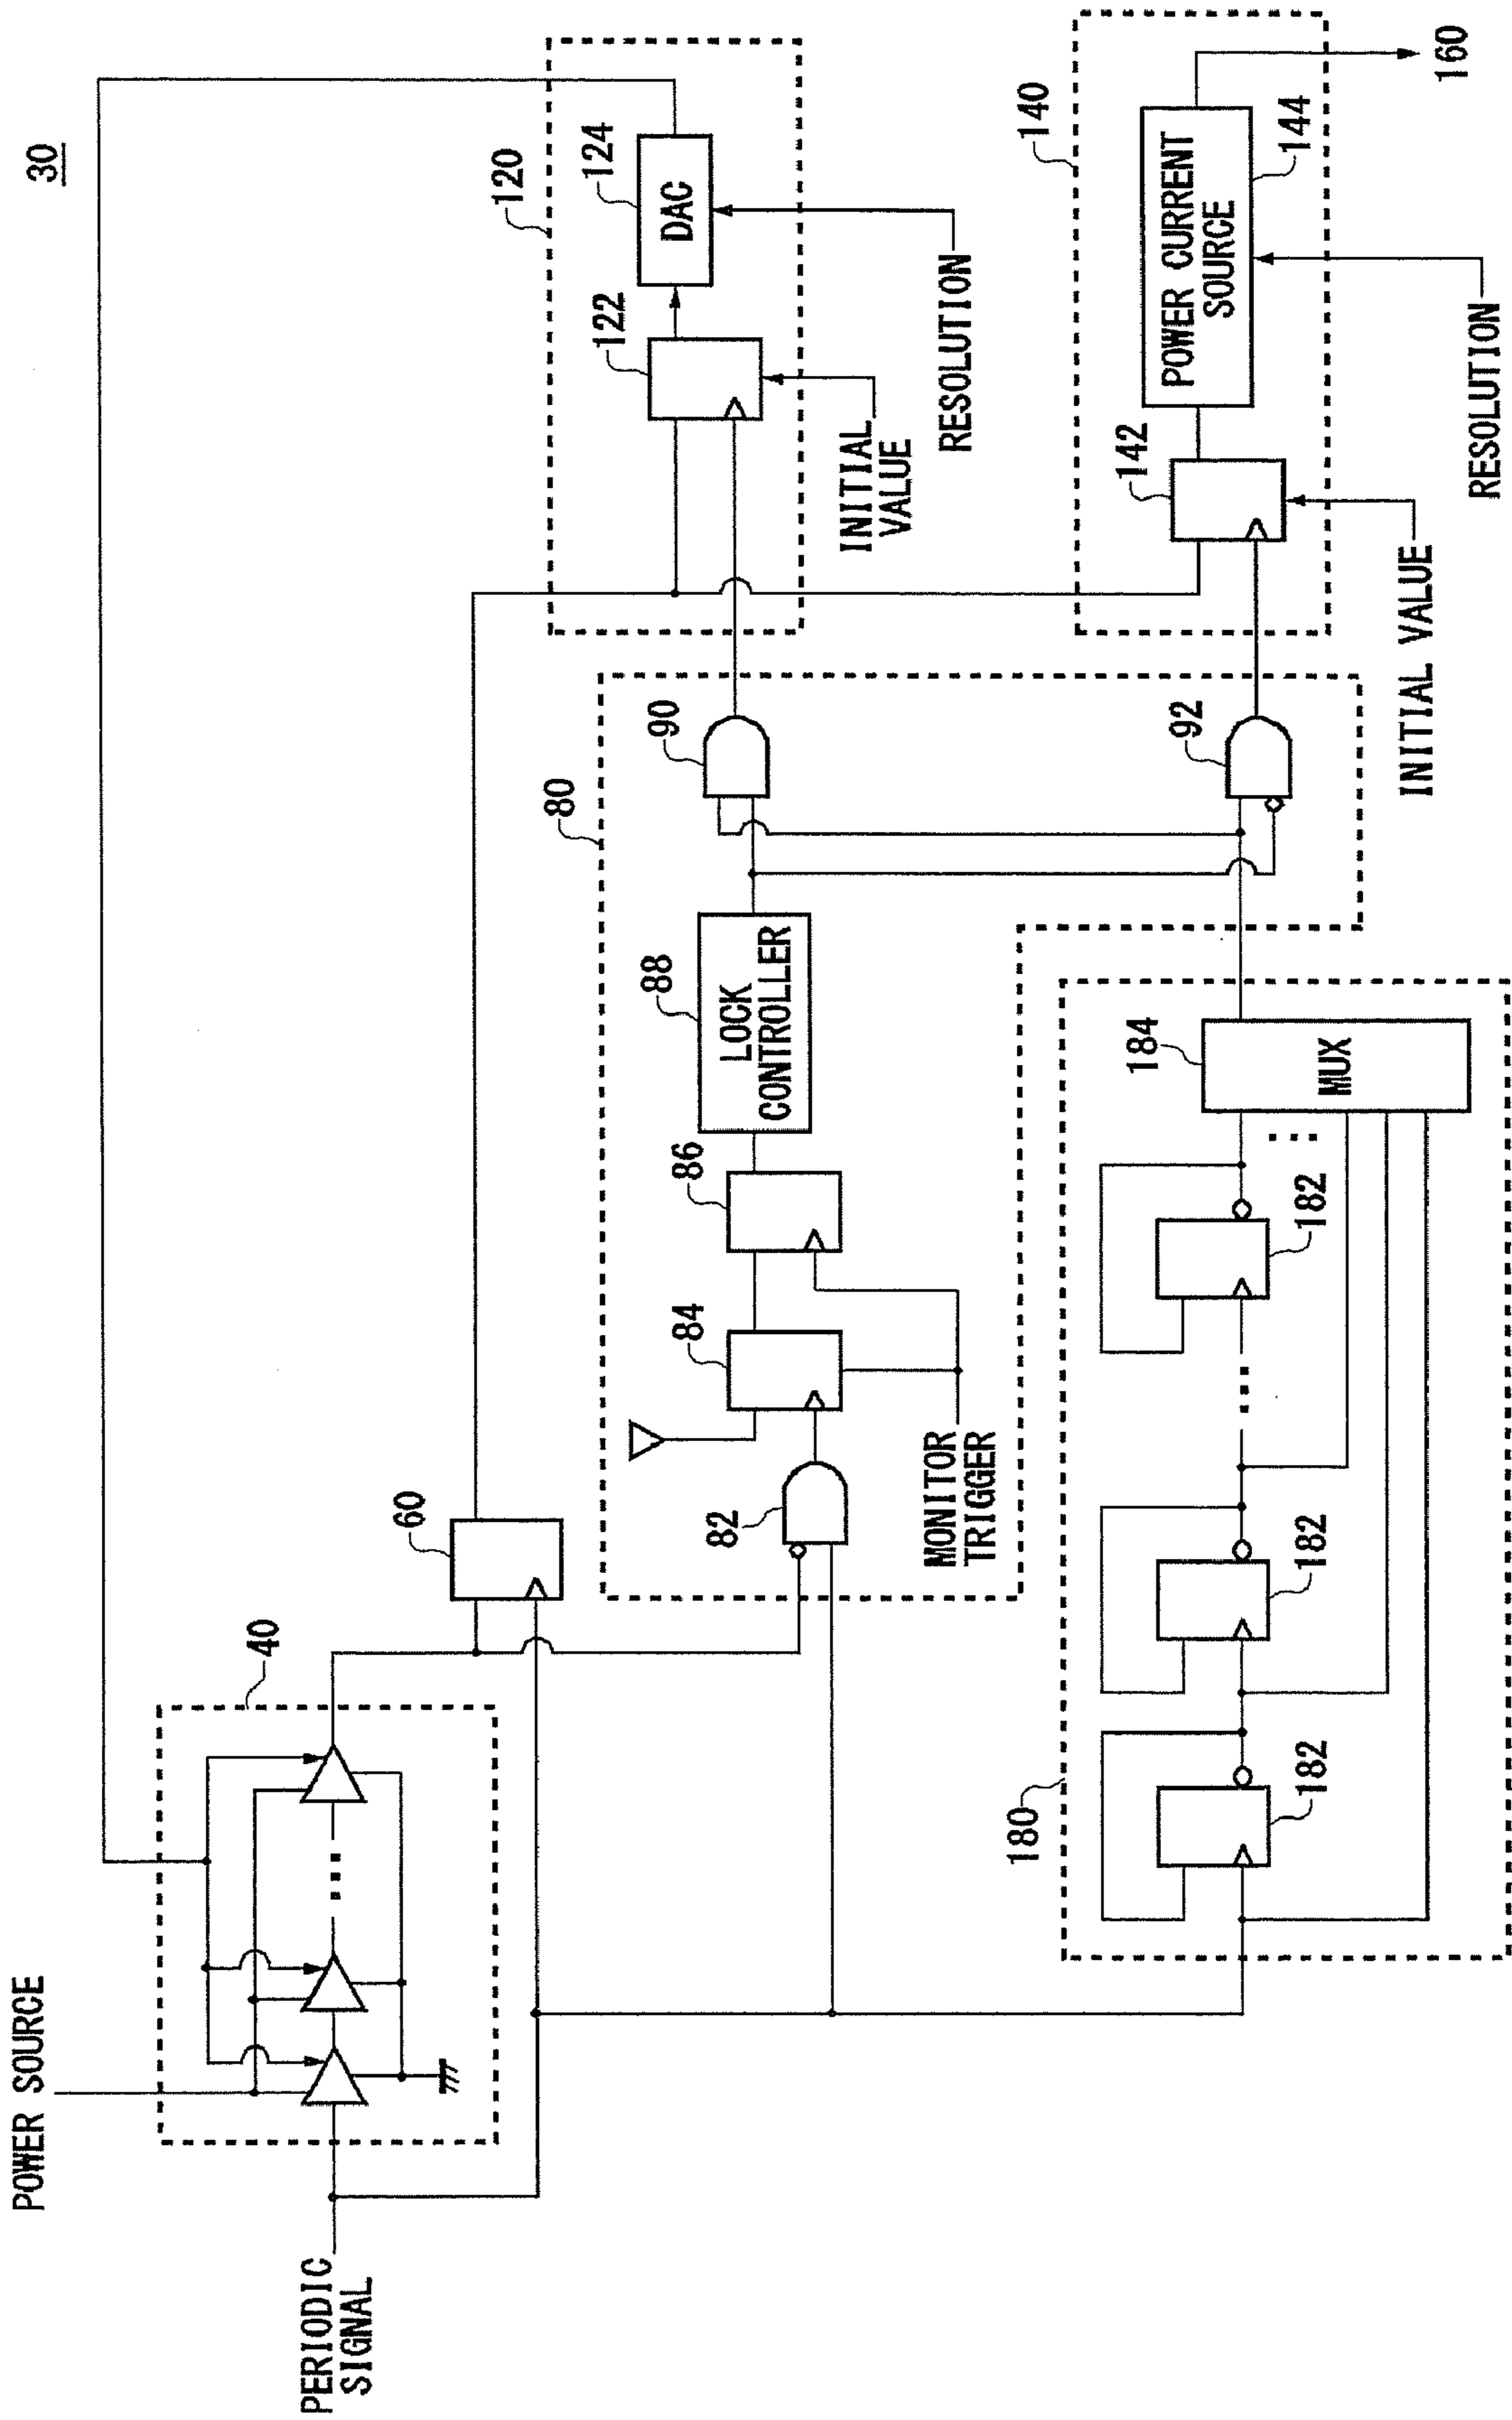 30
POWER SOURCE
40
PERIODIC
SIGNAL
60
120
124
DAC
122
INITIAL
VALUE
RESOLUTION
80
82
84
86
88
LOCK
CONTROLLER
90
92
MONITOR
TRIGGER
140
142
POWER CURRENT
SOURCE
144
160
INITIAL VALUE
RESOLUTION
180
182
182
182
184
MUX